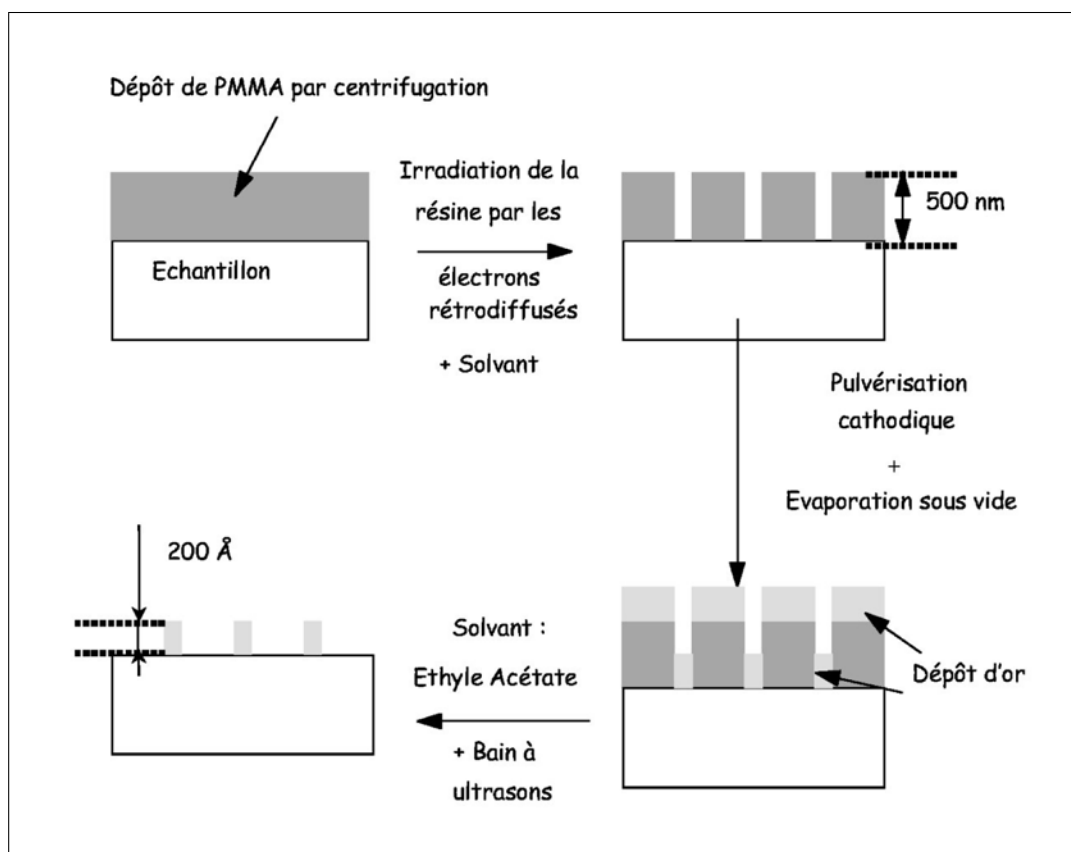 Dépôt de PMMA par centrifugation
Irradiation de la
résine par les
électrons
rétrodiffusés
+ Solvant
Echantillon
500 nm
Pulvérisation
cathodique
+
Evaporation sous vide
200 Å
Solvant :
Ethyle Acétate
+ Bain à
ultrasons
Dépôt d'or